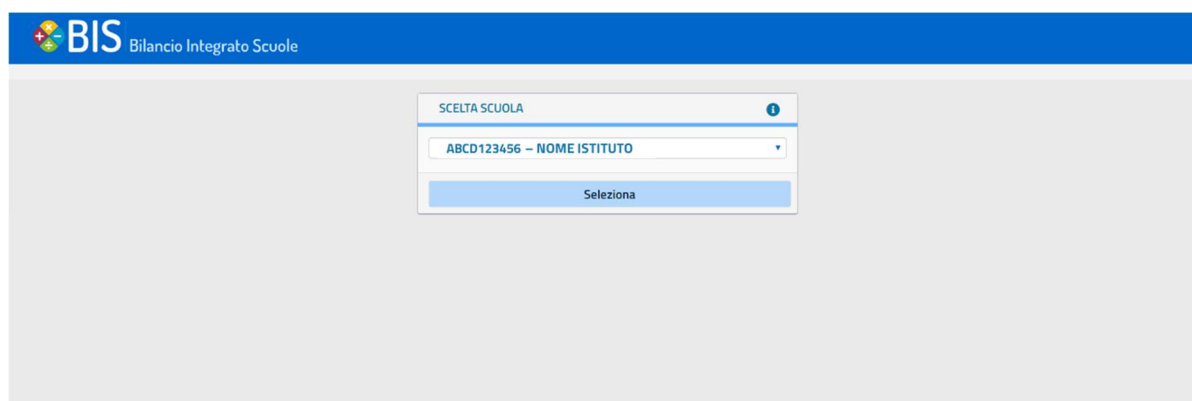 BIS Bilancio Integrato Scuole
SCELTA SCUOLA
ABCD123456 – NOME ISTITUTO
Seleziona